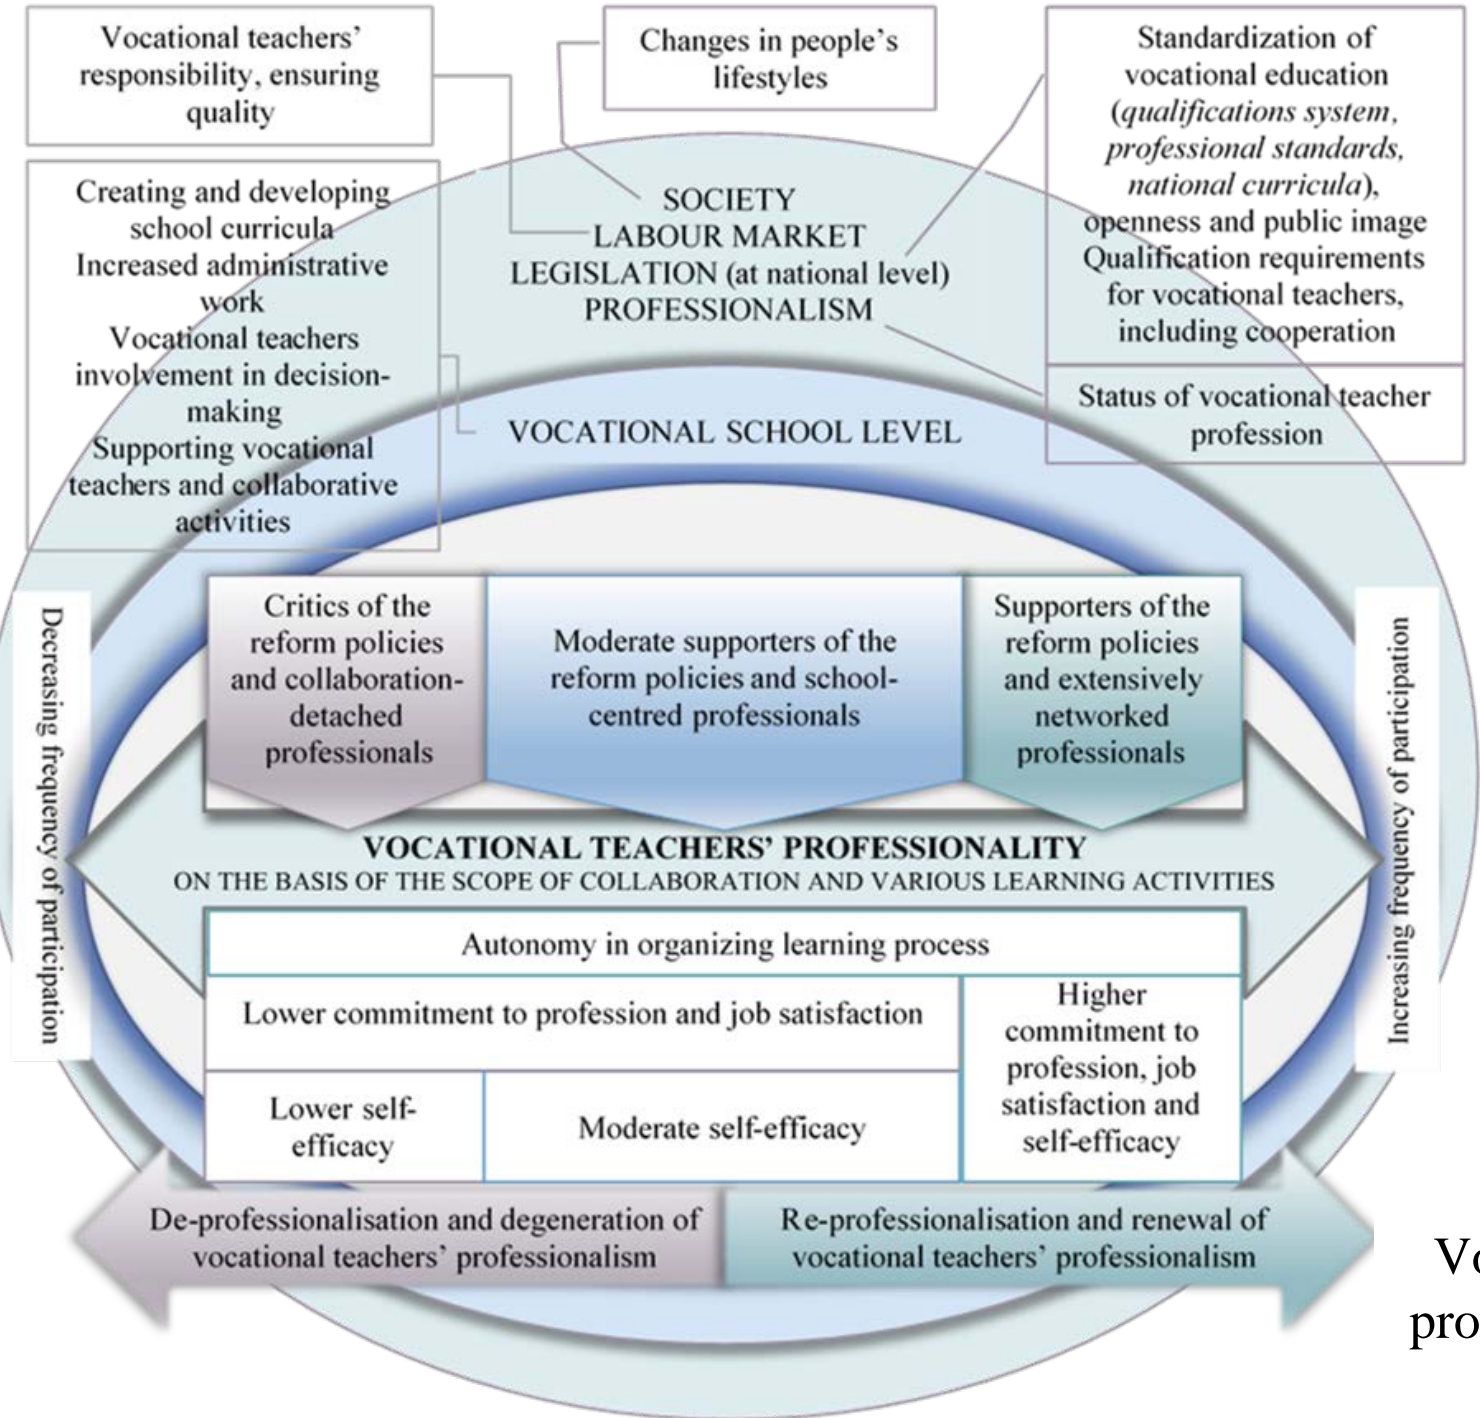 Vocational teachers’
responsibility, ensuring
quality
Changes in people’s
lifestyles
Standardization of
vocational education
(qualifications system,
professional standards,
national curricula),
openness and public image
Qualification requirements
for vocational teachers,
including cooperation
Status of vocational teacher
profession
Creating and developing
school curricula
Increased administrative
work
Vocational teachers
involvement in decision-
making
Supporting vocational
teachers and collaborative
activities
SOCIETY
LABOUR MARKET
LEGISLATION (at national level)
PROFESSIONALISM
VOCATIONAL SCHOOL LEVEL
Decreasing frequency of participation
Critics of the
reform policies
and collaboration-
detached
professionals
Moderate supporters of the
reform policies and school-
centred professionals
Supporters of the
reform policies
and extensively
networked
professionals
Increasing frequency of participation
VOCATIONAL TEACHERS’ PROFESSIONALITY
ON THE BASIS OF THE SCOPE OF COLLABORATION AND VARIOUS LEARNING ACTIVITIES
Autonomy in organizing learning process
Lower commitment to profession and job satisfaction
Higher
commitment to
profession, job
satisfaction and
self-efficacy
Lower self-
efficacy
Moderate self-efficacy
De-professionalisation and degeneration of
vocational teachers’ professionalism
Re-professionalisation and renewal of
vocational teachers’ professionalism